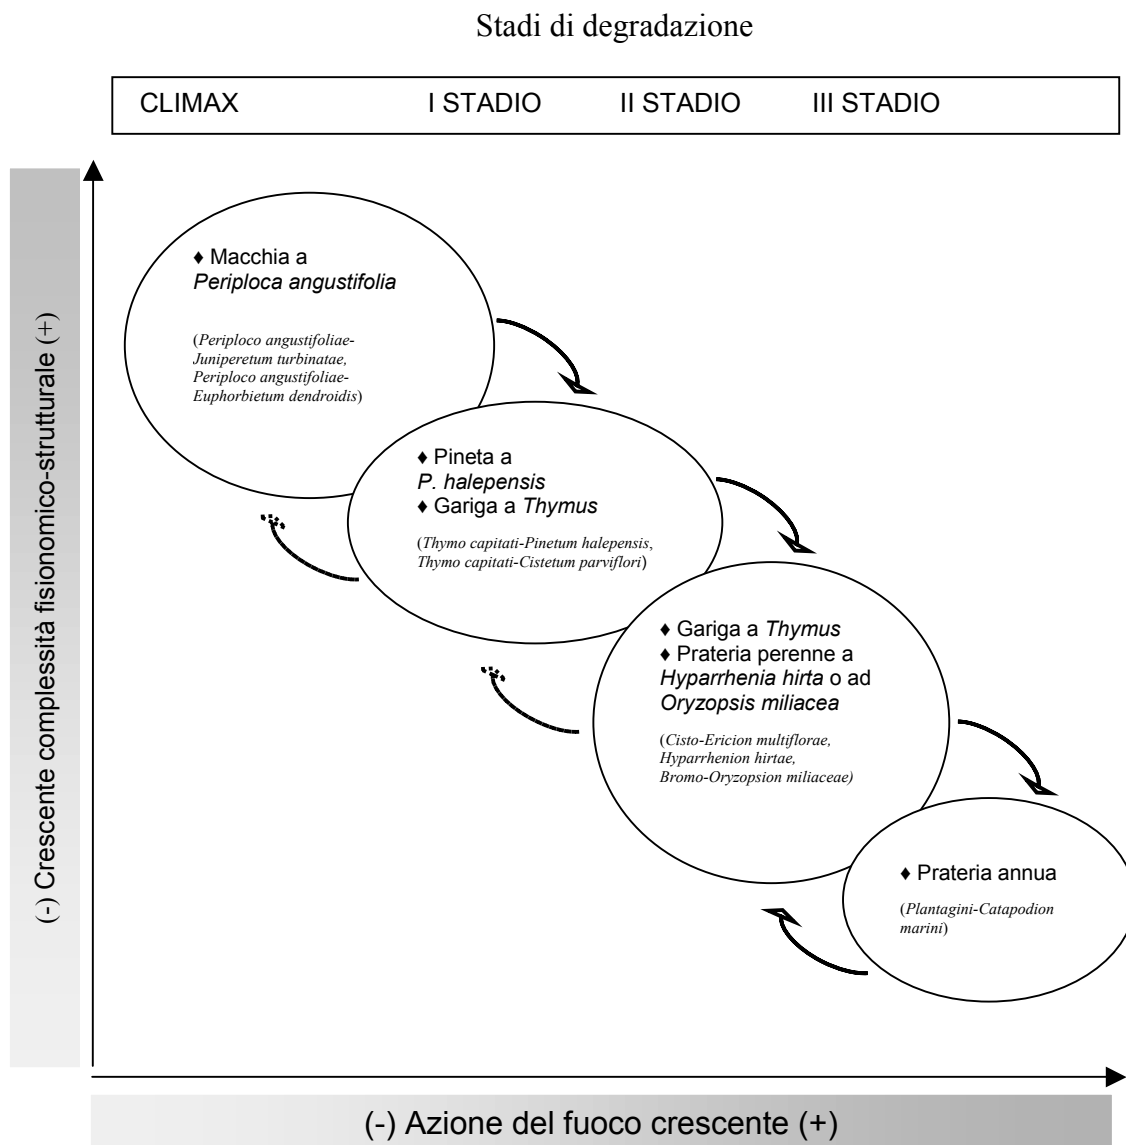 Stadi di degradazione
CLIMAX I STADIO II STADIO III STADIO
(-) Crescente complessità fisionomico-strutturale (+)
♦ Macchia a
Periploca angustifolia
(Periploco angustifoliae-
Juniperetum turbinatae,
Periploco angustifoliae-
Euphorbietum dendroidis)
♦ Pineta a
P. halepensis
♦ Gariga a Thymus
(Thymo capitati-Pinetum halepensis,
Thymo capitati-Cistetum parviflori)
♦ Gariga a Thymus
♦ Prateria perenne a
Hyparrhenia hirta o ad
Oryzopsis miliacea
(Cisto-Ericion multiflorae,
Hyparrhenion hirtae,
Bromo-Oryzopsion miliaceae)
♦ Prateria annua
(Plantagini-Catapodion
marini)
(-) Azione del fuoco crescente (+)